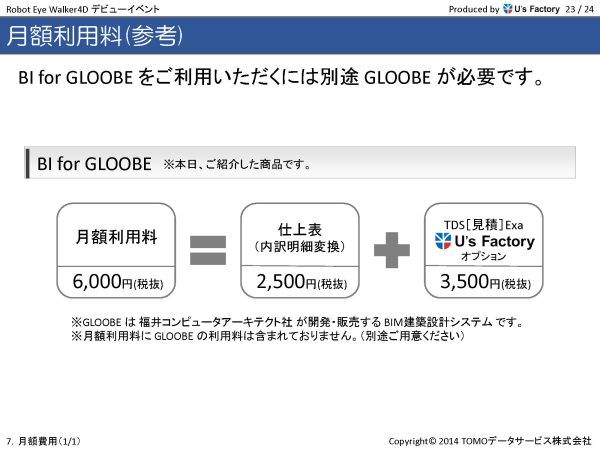 Robot Eye Walker4D デビューイベント
Produced by U's Factory 23 / 24
月額利用料(参考)
BI for GLOOBE をご利用いただくには別途 GLOOBE が必要です。
BI for GLOOBE ※本日、ご紹介した商品です。
月額利用料
6,000円(税抜)
=
仕上表
(内訳明細変換)
2,500円(税抜)
+
TDS[見積]Exa
U's Factory
オプション
3,500円(税抜)
※GLOOBE は 福井コンピュータアーキテクト社 が開発・販売する BIM建築設計システム です。
※月額利用料に GLOOBE の利用料は含まれておりません。(別途ご用意ください)
7. 月額費用(1/1)
Copyright© 2014 TOMOデータサービス株式会社